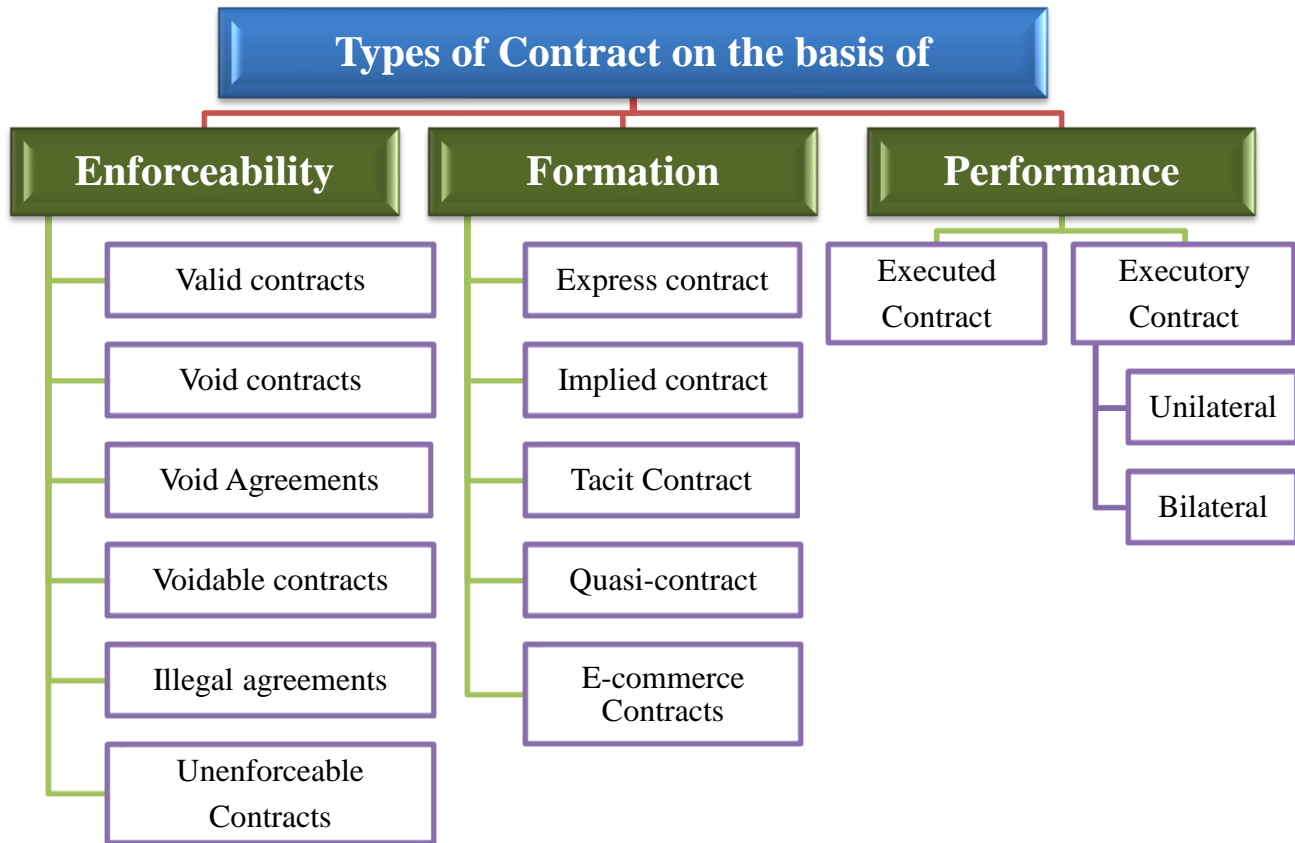 Types of Contract on the basis of
Enforceability
Valid contracts
Void contracts
Void Agreements
Voidable contracts
Illegal agreements
Unenforceable
Contracts
Formation
Express contract
Implied contract
Tacit Contract
Quasi-contract
E-commerce
Contracts
Performance
Executed
Contract
Executory
Contract
Unilateral
Bilateral